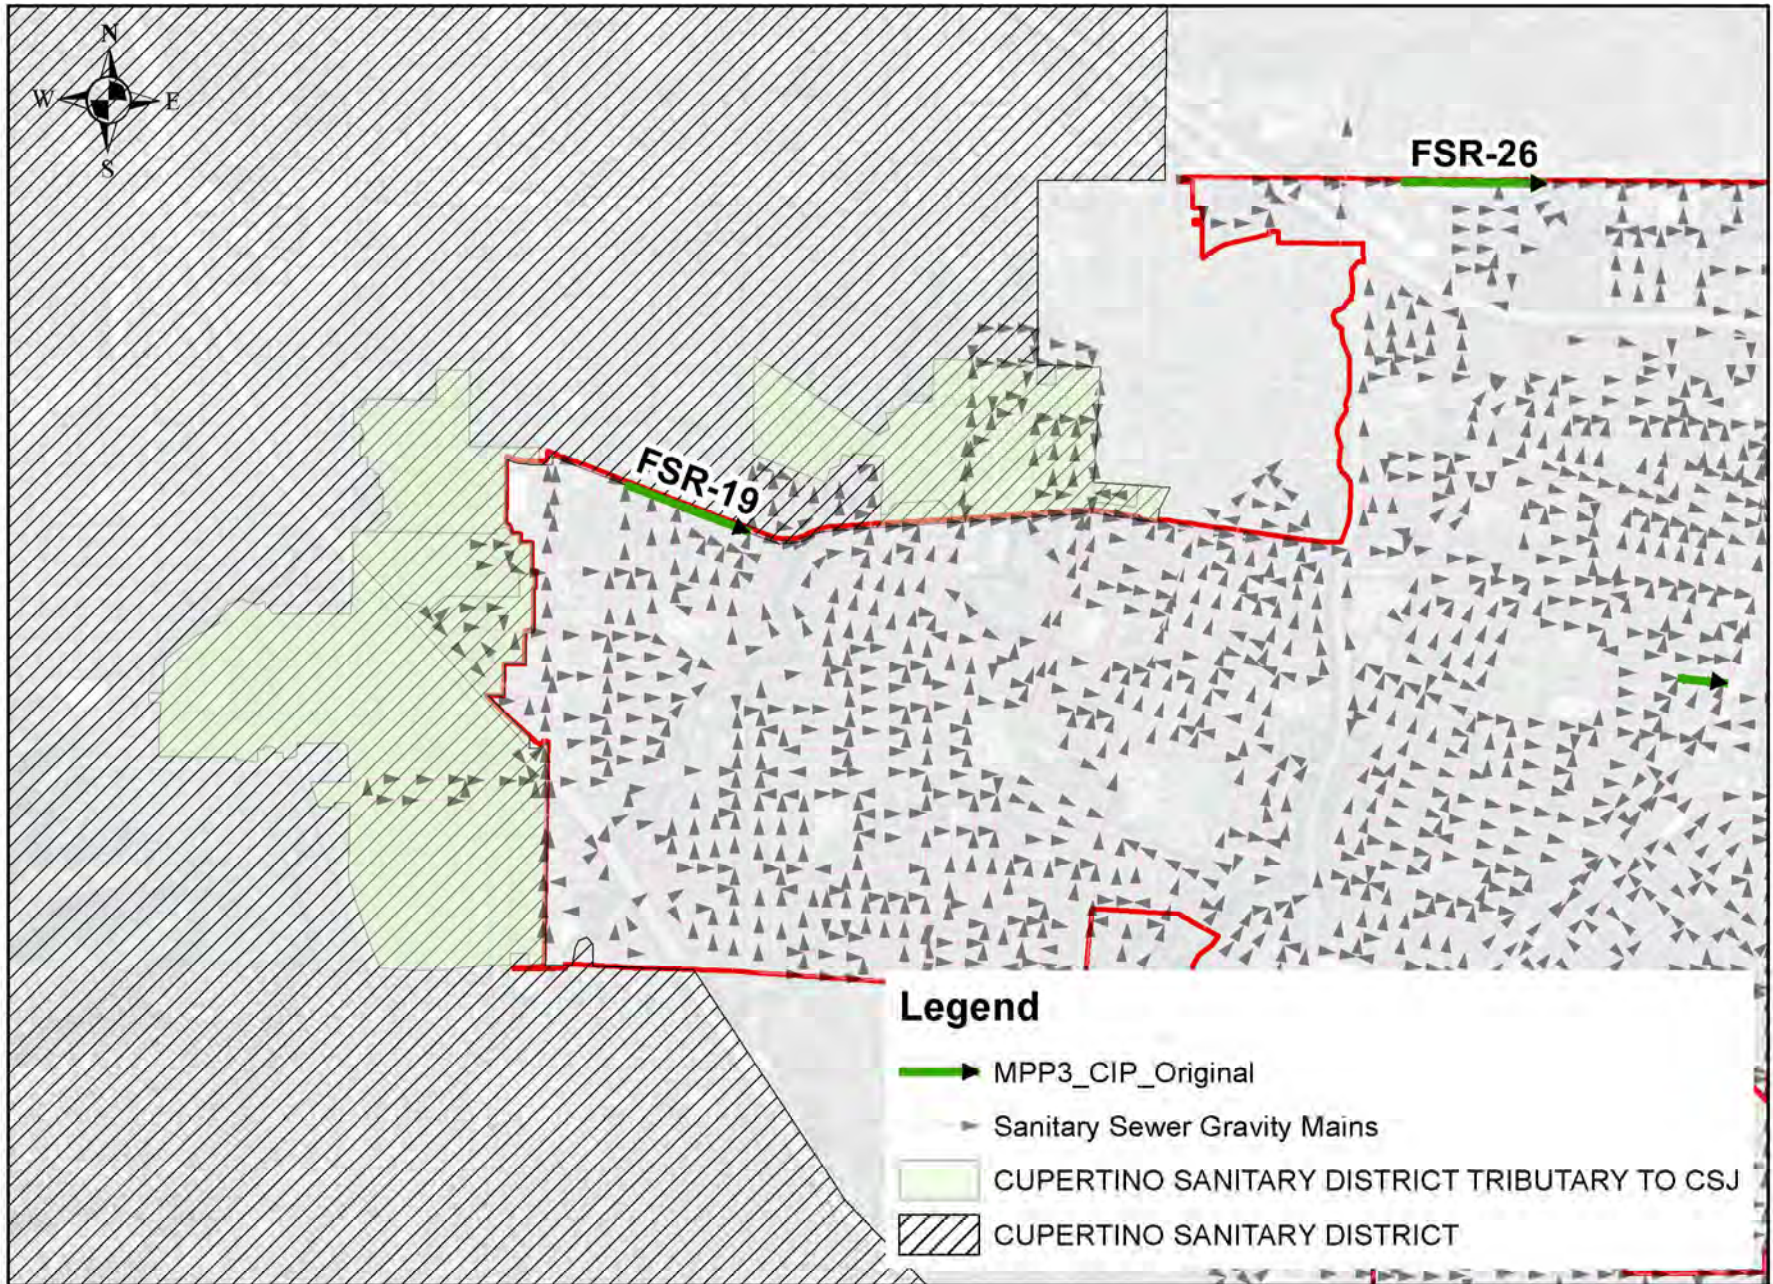 N
W E
S
FSR-26
FSR-19
Legend
MPP3_CIP_Original
Sanitary Sewer Gravity Mains
CUPERTINO SANITARY DISTRICT TRIBUTARY TO CSJ
CUPERTINO SANITARY DISTRICT